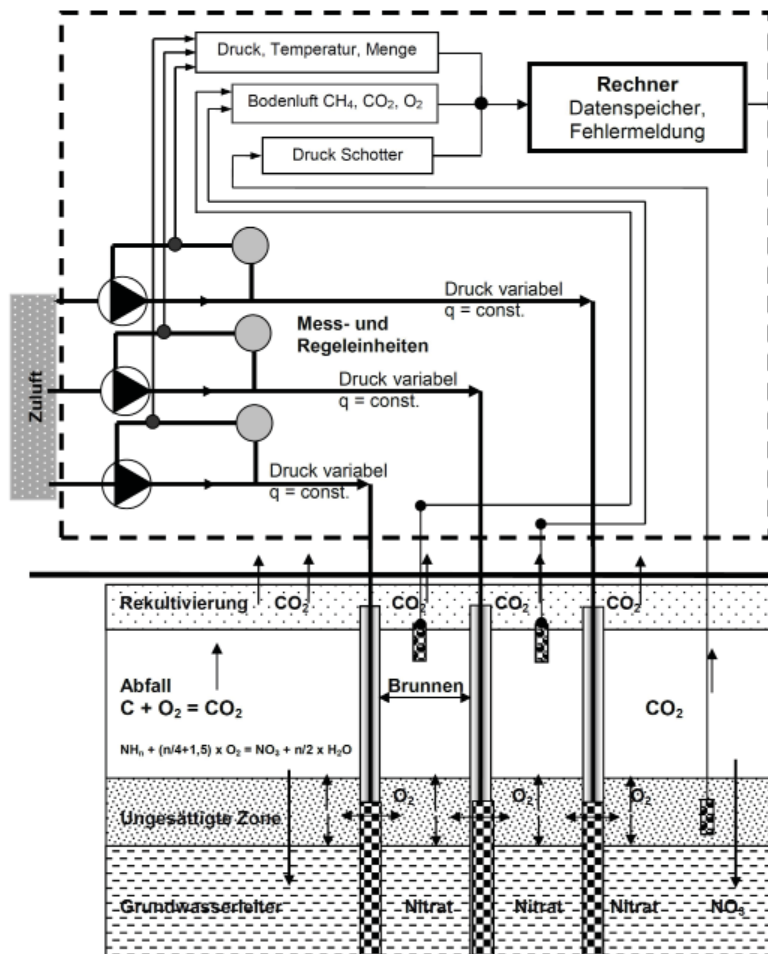 Druck, Temperatur, Menge
Bodenluft CH₄, CO₂, O₂
Druck Schotter
Rechner
Datenspeicher,
Fehlermeldung
Zuluft
Druck variabel
q = const.
Mess- und
Regeleinheiten
Druck variabel
q = const.
Druck variabel
q = const.
Rekultivierung CO₂ CO₂ CO₂ CO₂
Abfall
C + O₂ = CO₂
Brunnen
CO₂
NHₙ + (n/4+1,5) x O₂ = NO₃ + n/2 x H₂O
O₂ O₂ O₂
Ungesättigte Zone
Grundwasserleiter Nitrat Nitrat Nitrat NO₃